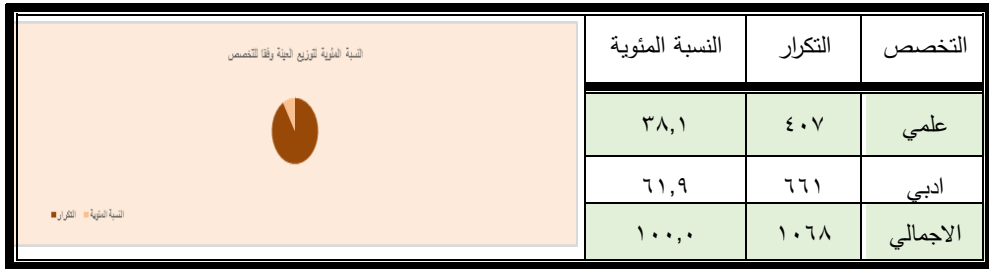 التخصص التكرار النسبة المئوية
علمي ٤٠٧ ٣٨,١
ادبي ٦٦١ ٦١,٩
الاجمالي ١٠٦٨ ١٠٠,٠
النسبة المئوية لتوزيع العينة وفقا للتخصص
النسبة المئوية التكرار